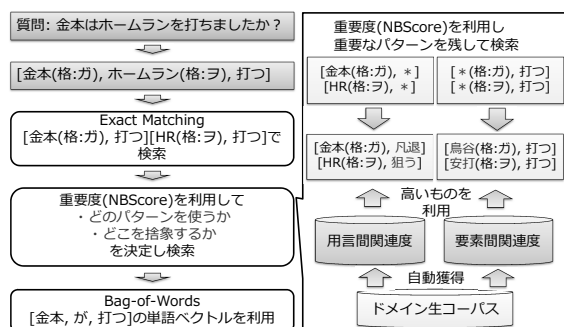 質問: 金本はホームランを打ちましたか？
[金本(格:ガ), ホームラン(格:ヲ), 打つ]
Exact Matching
[金本(格:ガ), 打つ][HR(格:ヲ), 打つ]で
検索
重要度(NBScore)を利用して
・どのパターンを使うか
・どこを捨象するか
を決定し検索
Bag-of-Words
[金本, が, 打つ]の単語ベクトルを利用
重要度(NBScore)を利用し
重要なパターンを残して検索
[金本(格:ガ), ＊]
[HR(格:ヲ), ＊]
[＊(格:ガ), 打つ]
[＊(格:ヲ), 打つ]
[金本(格:ガ), 凡退]
[HR(格:ヲ), 狙う]
[鳥谷(格:ガ), 打つ]
[安打(格:ヲ), 打つ]
高いものを
利用
用言間関連度
要素間関連度
自動獲得
ドメイン生コーパス